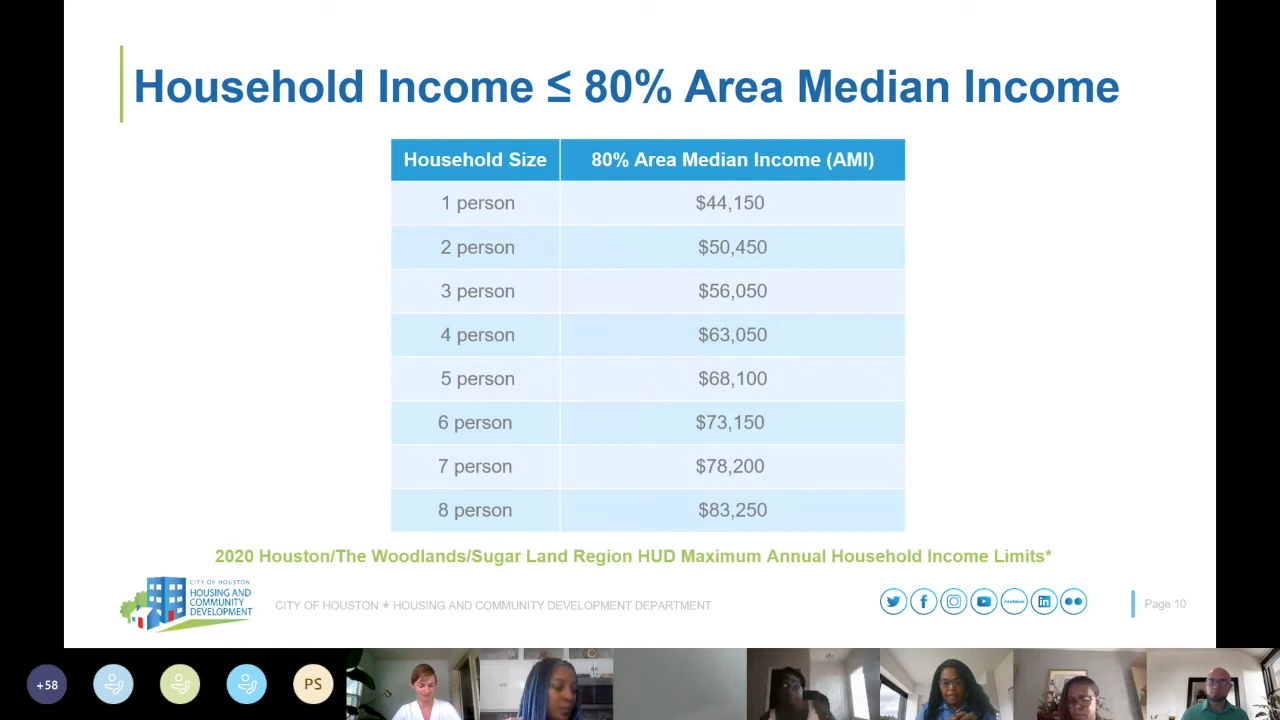 Household Income ≤ 80% Area Median Income
Household Size 80% Area Median Income (AMI)
1 person $44,150
2 person $50,450
3 person $56,050
4 person $63,050
5 person $68,100
6 person $73,150
7 person $78,200
8 person $83,250
2020 Houston/The Woodlands/Sugar Land Region HUD Maximum Annual Household Income Limits*
CITY OF HOUSTON
HOUSING AND
COMMUNITY
DEVELOPMENT
CITY OF HOUSTON ★ HOUSING AND COMMUNITY DEVELOPMENT DEPARTMENT
Page 10
+58
PS